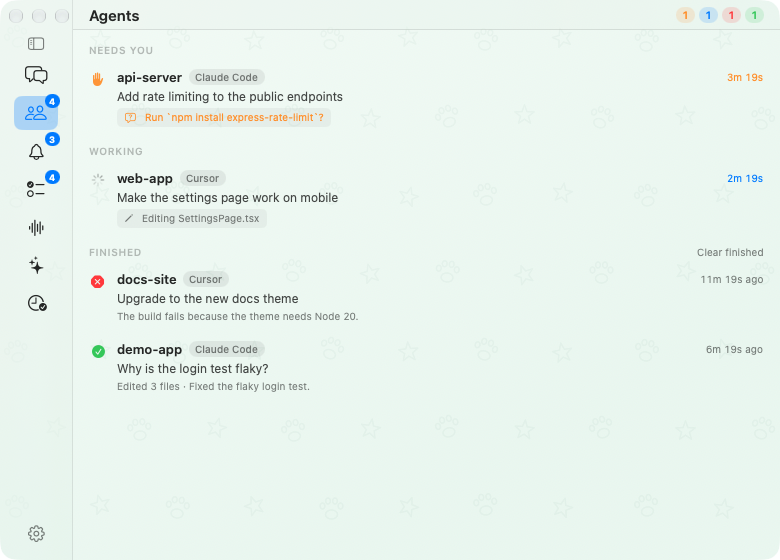 Agents
1 1 1 1
4
3
4
NEEDS YOU
api-server Claude Code 3m 19s
Add rate limiting to the public endpoints
Run `npm install express-rate-limit`?
WORKING
web-app Cursor 2m 19s
Make the settings page work on mobile
Editing SettingsPage.tsx
FINISHED Clear finished
docs-site Cursor 11m 19s ago
Upgrade to the new docs theme
The build fails because the theme needs Node 20.
demo-app Claude Code 6m 19s ago
Why is the login test flaky?
Edited 3 files · Fixed the flaky login test.